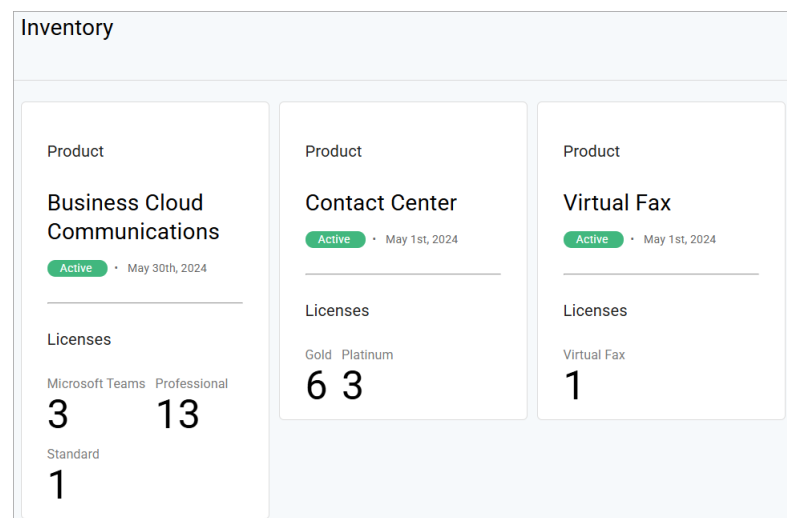 Inventory
Product
Business Cloud
Communications
Active • May 30th, 2024
Licenses
Microsoft Teams Professional
3 13
Standard
1
Product
Contact Center
Active • May 1st, 2024
Licenses
Gold Platinum
6 3
Product
Virtual Fax
Active • May 1st, 2024
Licenses
Virtual Fax
1